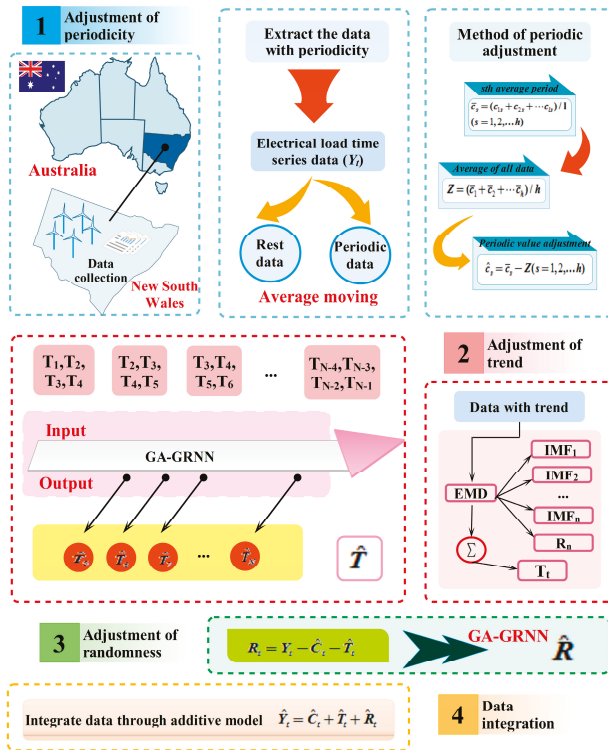 1
Adjustment of
periodicity
Australia
Data
collection
New South
Wales
Extract the data
with periodicity
Electrical load time
series data (Yₜ)
Rest
data
Periodic
data
Average moving
Method of periodic
adjustment
sth average period
c̄ₛ = (c₁ₛ + c₂ₛ + ⋯cₗₛ) / l
(s = 1,2,...h)
Average of all data
Z = (c̄₁ + c̄₂ + ⋯c̄ₕ) / h
Periodic value adjustment
ĉₛ = c̄ₛ − Z(s = 1,2,...h)
T₁,T₂,
T₃,T₄
T₂,T₃,
T₄,T₅
T₃,T₄,
T₅,T₆
...
T_N-4,T_N-3,
T_N-2,T_N-1
Input
GA-GRNN
Output
...
T̂
2
Adjustment of
trend
Data with trend
EMD
IMF₁
IMF₂
...
IMFₙ
Rₙ
Σ
Tₜ
3
Adjustment of
randomness
Rₜ = Yₜ − Ĉₜ − T̂ₜ
GA-GRNN
R̂
Integrate data through additive model Ŷₜ = Ĉₜ + T̂ₜ + R̂ₜ
4
Data
integration